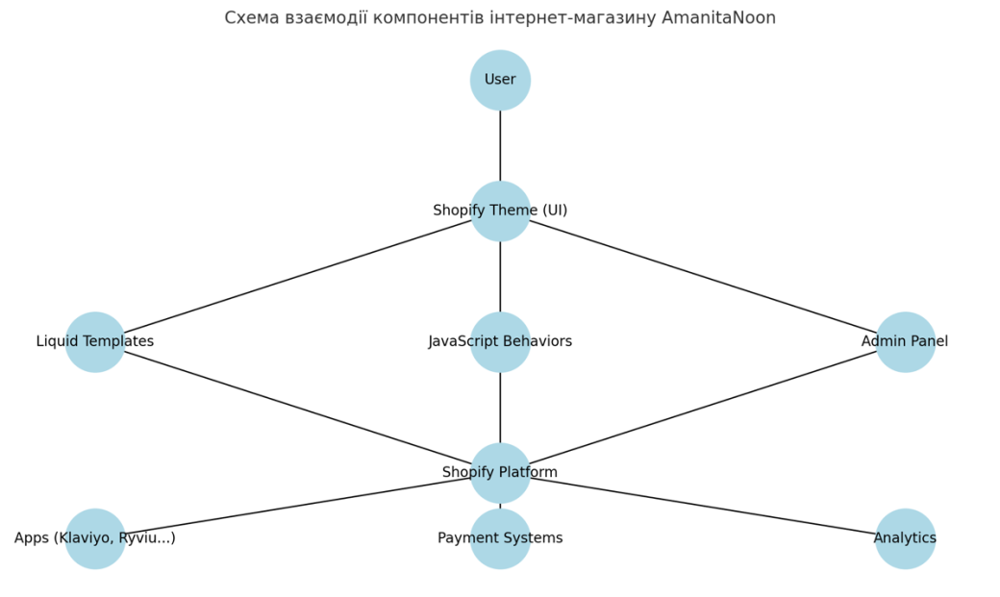 Схема взаємодії компонентів інтернет-магазину AmanitaNoon
User
Shopify Theme (UI)
Liquid Templates
JavaScript Behaviors
Admin Panel
Shopify Platform
Apps (Klaviyo, Ryviu...)
Payment Systems
Analytics